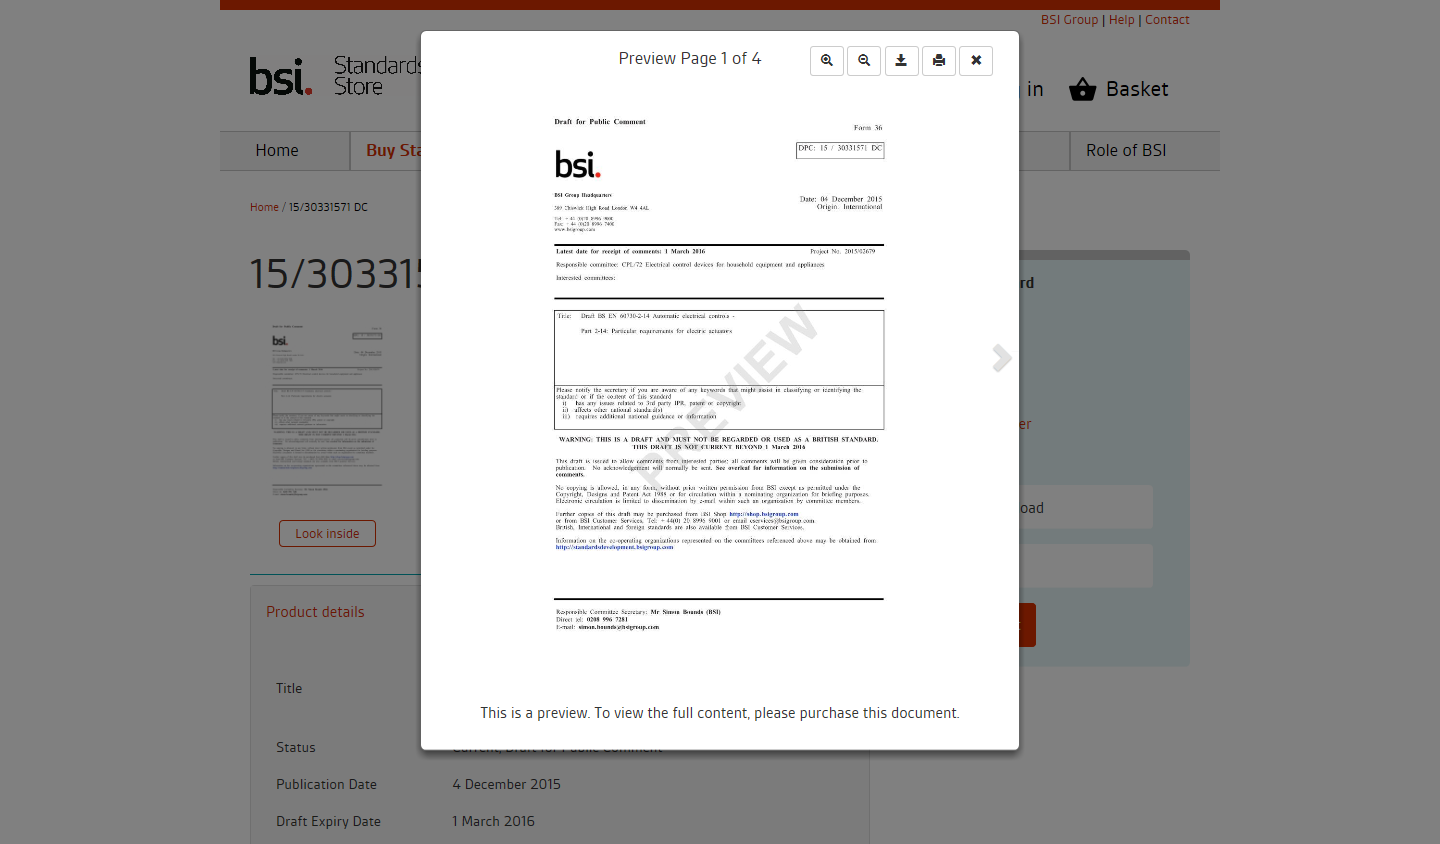 BSI Group | Help | Contact
bsi.
Standards
Store
in
Basket
Home
Buy Sta
Role of BSI
Home / 15/30331571 DC
15/303315
Look inside
Product details
Title
Status
Current, Draft for Public Comment
Publication Date
4 December 2015
Draft Expiry Date
1 March 2016
rd
er
oad
Preview Page 1 of 4
Draft for Public Comment
Form 36
DPC: 15 / 30331571 DC
bsi.
BSI Group Headquarters
389 Chiswick High Road London W4 4AL
Tel: + 44 (0)20 8996 9000
Fax: + 44 (0)20 8996 7400
www.bsigroup.com
Date: 04 December 2015
Origin: International
Latest date for receipt of comments: 1 March 2016
Project No. 2015/02679
Responsible committee: CPL/72 Electrical control devices for household equipment and appliances
Interested committees:
Title: Draft BS EN 60730-2-14 Automatic electrical controls -
Part 2-14: Particular requirements for electric actuators
PREVIEW
Please notify the secretary if you are aware of any keywords that might assist in classifying or identifying the
standard or if the content of this standard
i) has any issues related to 3rd party IPR, patent or copyright
ii) affects other national standard(s)
iii) requires additional national guidance or information
WARNING: THIS IS A DRAFT AND MUST NOT BE REGARDED OR USED AS A BRITISH STANDARD.
THIS DRAFT IS NOT CURRENT BEYOND 1 March 2016
This draft is issued to allow comments from interested parties; all comments will be given consideration prior to
publication. No acknowledgement will normally be sent. See overleaf for information on the submission of
comments.
No copying is allowed, in any form, without prior written permission from BSI except as permitted under the
Copyright, Designs and Patent Act 1988 or for circulation within a nominating organization for briefing purposes.
Electronic circulation is limited to dissemination by e-mail within such an organization by committee members.
Further copies of this draft may be purchased from BSI Shop http://shop.bsigroup.com
or from BSI Customer Services, Tel: +44(0) 20 8996 9001 or email cservices@bsigroup.com.
British, International and foreign standards are also available from BSI Customer Services.
Information on the co-operating organizations represented on the committees referenced above may be obtained from
http://standardsdevelopment.bsigroup.com
Responsible Committee Secretary: Mr Simon Bounds (BSI)
Direct tel: 0208 996 7281
E-mail: simon.bounds@bsigroup.com
This is a preview. To view the full content, please purchase this document.